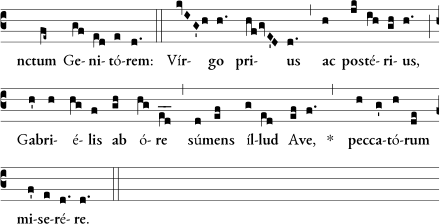 nctum Ge- ni- tó-rem: Vír- go pri- us ac posté- ri- us,
Gabri- é- lis ab ó- re súmens íl- lud Ave, * pecca-tó-rum
mi-se-ré- re.